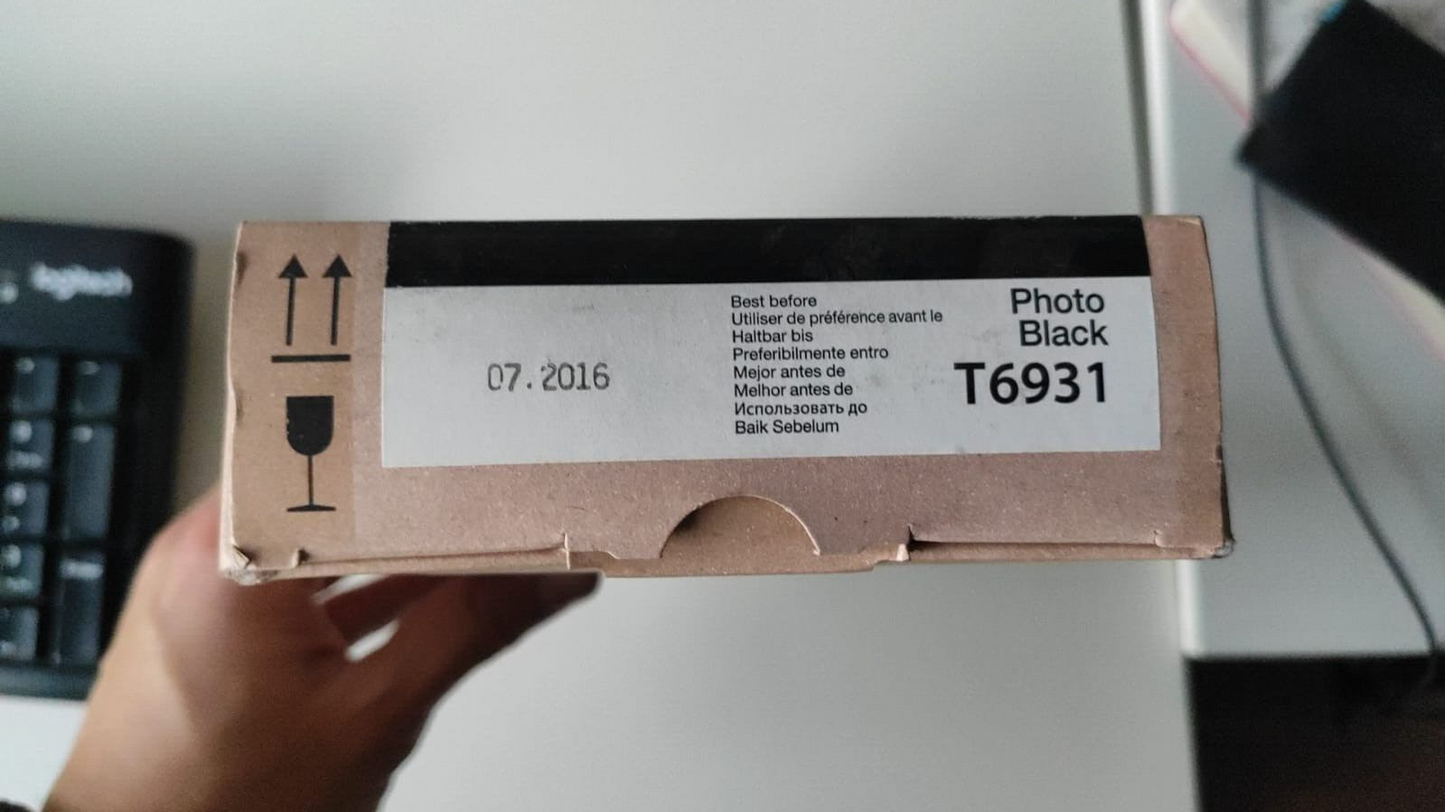 logitech
07.2016
Best before
Utiliser de préférence avant le
Haltbar bis
Preferibilmente entro
Mejor antes de
Melhor antes de
Использовать до
Baik Sebelum
Photo
Black
T6931